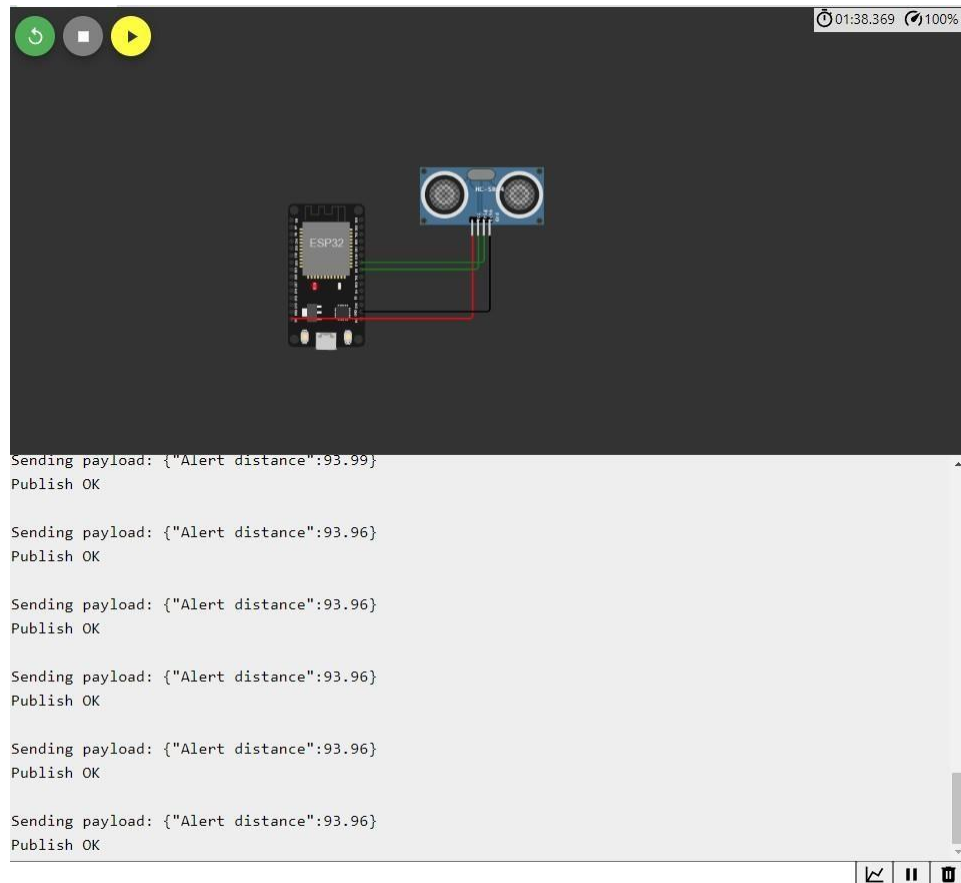 01:38.369 100%
HC-SR04
ESP32
Sending payload: {"Alert distance":93.99}
Publish OK
Sending payload: {"Alert distance":93.96}
Publish OK
Sending payload: {"Alert distance":93.96}
Publish OK
Sending payload: {"Alert distance":93.96}
Publish OK
Sending payload: {"Alert distance":93.96}
Publish OK
Sending payload: {"Alert distance":93.96}
Publish OK